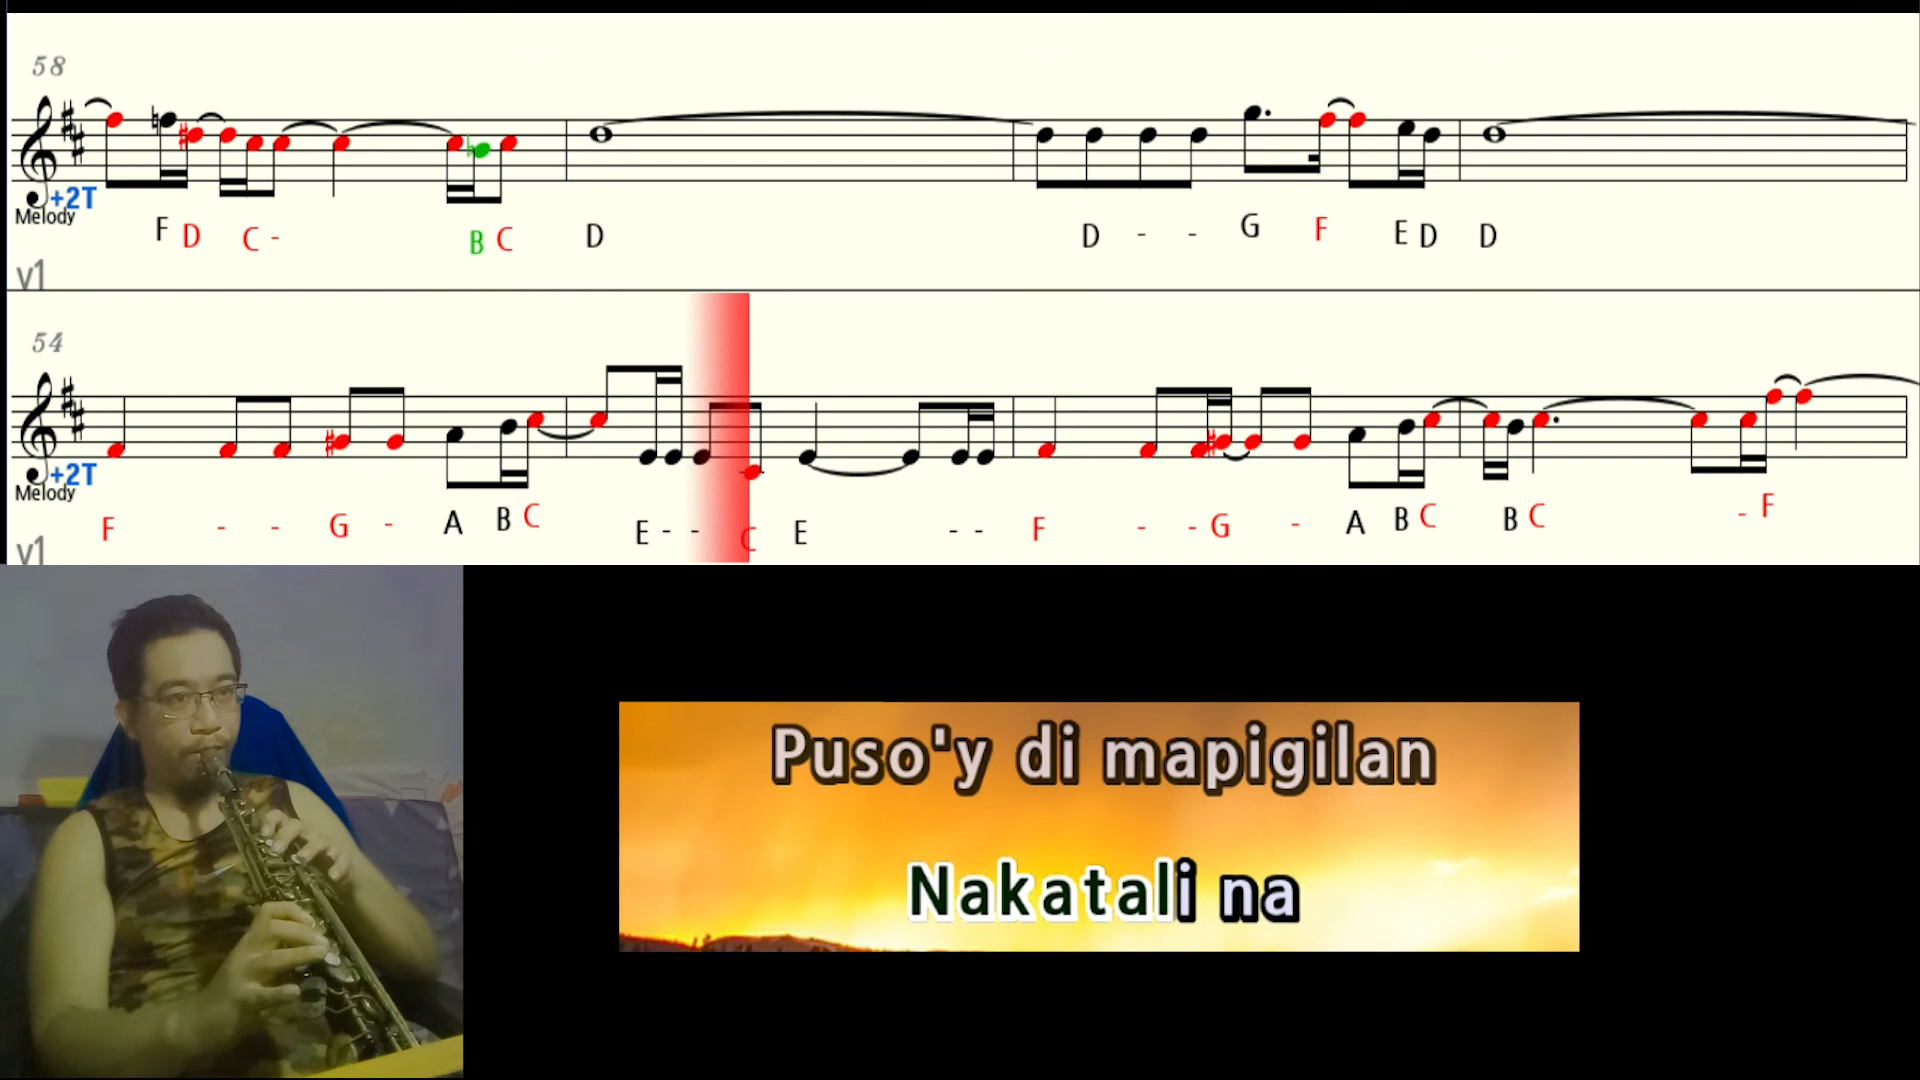 58
+2T
Melody
F D C - B C D D - - G F E D D
v1
54
+2T
Melody
F - - G - A B C E - - C E - - F - - G - A B C B C - F
v1
Puso'y di mapigilan
Nakatali na